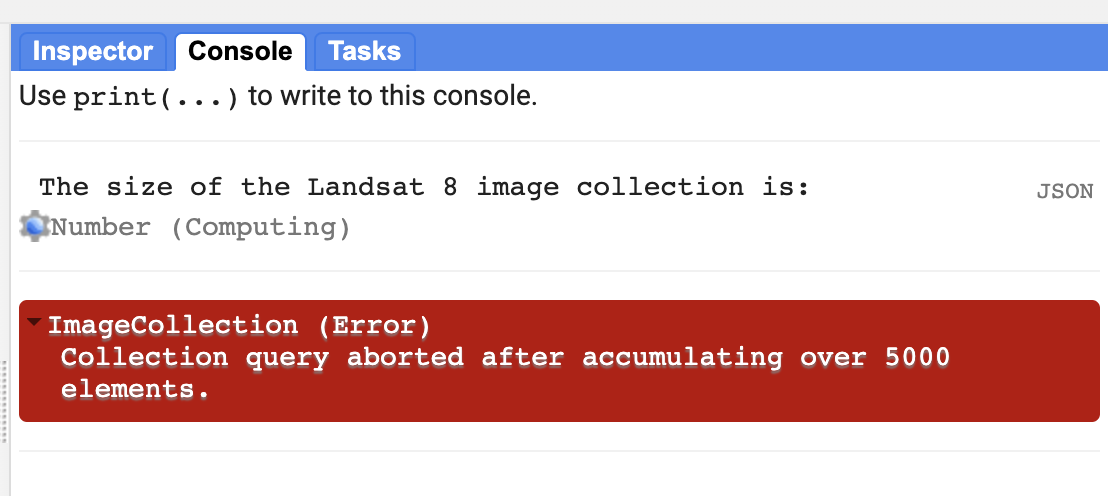 Inspector Console Tasks
Use print(...) to write to this console.
The size of the Landsat 8 image collection is: JSON
Number (Computing)
ImageCollection (Error)
Collection query aborted after accumulating over 5000
elements.